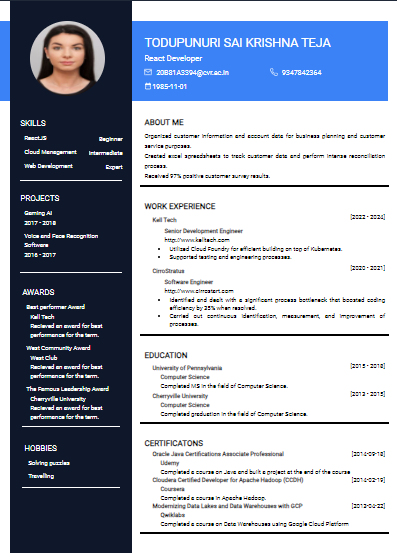 TODUPUNURI SAI KRISHNA TEJA
React Developer
20B81A3394@cvr.ac.in
9347842364
1985-11-01
SKILLS
ReactJS Beginner
Cloud Management Intermediate
Web Development Expert
PROJECTS
Gaming AI
2017 - 2018
Voice and Face Recognition
Software
2016 - 2017
AWARDS
Best performer Award
Kell Tech
Recieved an award for best
performance for the term.
West Community Award
West Club
Recieved an award for best
performance for the term.
The Famous Leadership Award
Cherryville University
Recieved an award for best
performance for the term.
HOBBIES
Solving puzzles
Travelling
ABOUT ME
Organized customer information and account data for business planning and customer
service purposes.
Created excel spreadsheets to track customer data and perform intense reconciliation
process.
Received 97% positive customer survey results.
WORK EXPERIENCE
Kell Tech [2022 - 2024]
Senior Development Engineer
http://www.kelltech.com
• Utilized Cloud Foundry for efficient building on top of Kubernetes.
• Supported testing and engineering processes.
CirroStratus [2020 - 2021]
Software Engineer
http://www.cirrostart.com
• Identified and dealt with a significant process bottleneck that boosted coding
efficiency by 35% when resolved.
• Carried out continuous identification, measurement, and improvement of
processes.
EDUCATION
University of Pennsylvania [2015 - 2018]
Computer Science
Completed MS in the field of Computer Science.
Cherryville University [2013 - 2015]
Computer Science
Completed graduation in the field of Computer Science.
CERTIFICATONS
Oracle Java Certifications Associate Professional [2014-09-18]
Udemy
Completed a course on Java and built a project at the end of the course
Cloudera Certified Developer for Apache Hadoop (CCDH) [2014-02-19]
Coursera
Completed a course in Apache Hadoop.
Modernizing Data Lakes and Data Warehouses with GCP [2013-04-22]
Qwiklabs
Completed a course on Data Warehouses using Google Cloud Platform